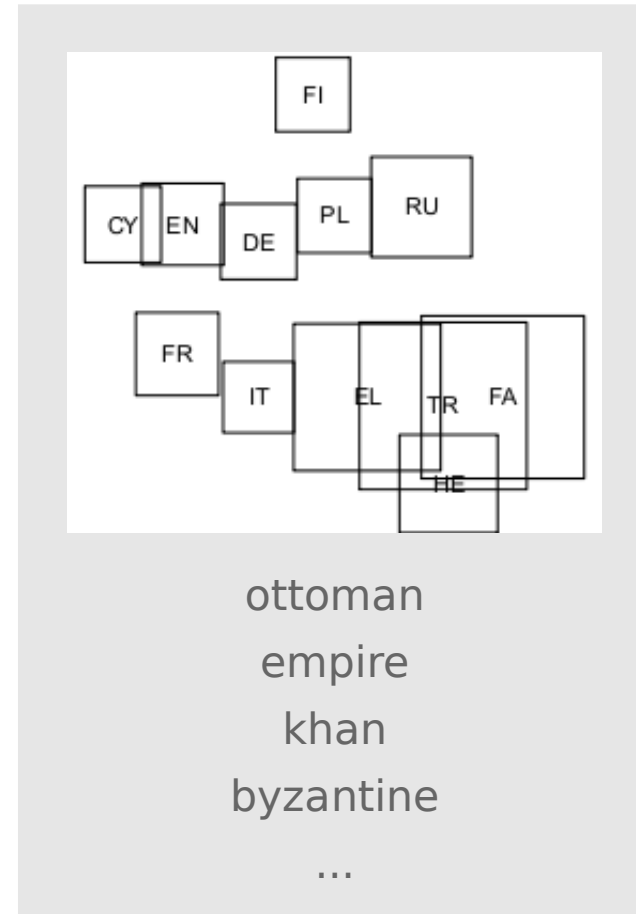 FI
CY EN DE PL RU
FR IT EL TR FA
HE
ottoman
empire
khan
byzantine
...